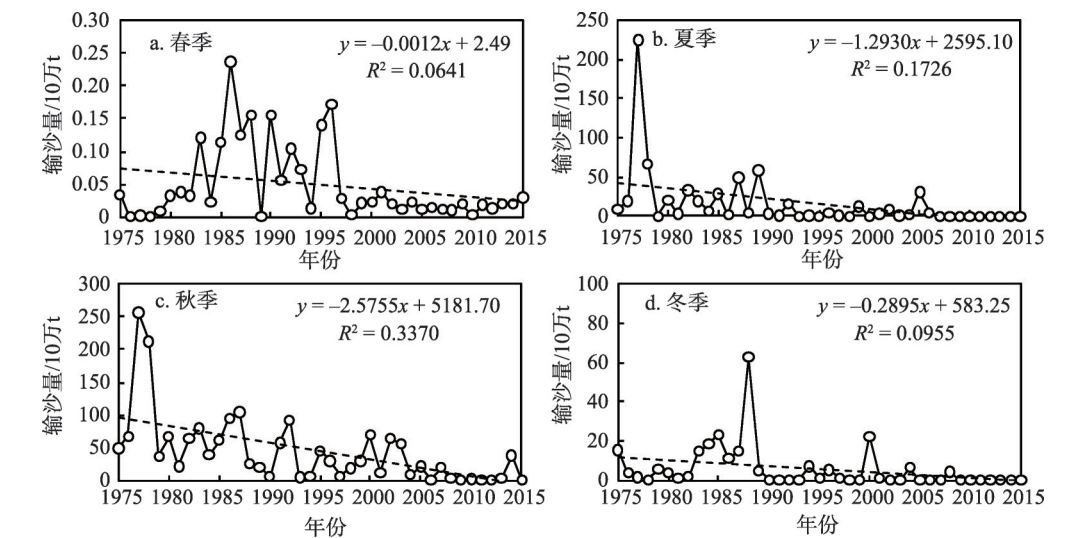 a. 春季
y = –0.0012x + 2.49
R² = 0.0641
0.30
0.25
0.20
0.15
0.10
0.05
0
输沙量/10万t
1975 1980 1985 1990 1995 2000 2005 2010 2015
年份
b. 夏季
y = –1.2930x + 2595.10
R² = 0.1726
250
200
150
100
50
0
输沙量/10万t
1975 1980 1985 1990 1995 2000 2005 2010 2015
年份
c. 秋季
y = –2.5755x + 5181.70
R² = 0.3370
300
250
200
150
100
50
0
输沙量/10万t
1975 1980 1985 1990 1995 2000 2005 2010 2015
年份
d. 冬季
y = –0.2895x + 583.25
R² = 0.0955
100
80
60
40
20
0
输沙量/10万t
1975 1980 1985 1990 1995 2000 2005 2010 2015
年份